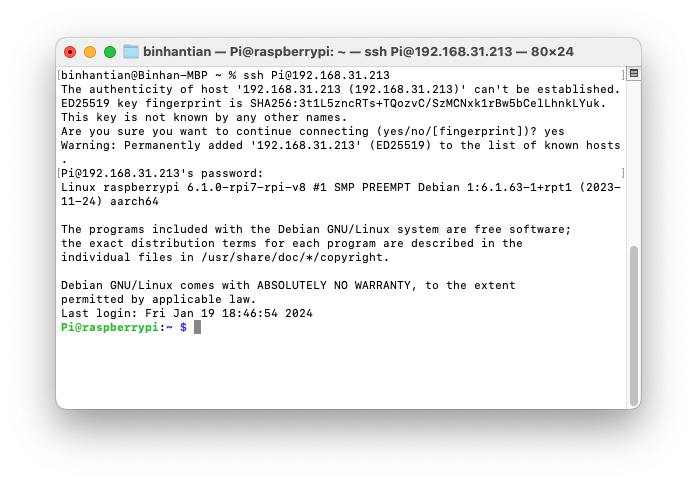 binhantian — Pi@raspberrypi: ~ — ssh Pi@192.168.31.213 — 80×24
[binhantian@Binhan-MBP ~ % ssh Pi@192.168.31.213 ]
The authenticity of host '192.168.31.213 (192.168.31.213)' can't be established.
ED25519 key fingerprint is SHA256:3t1L5zncRTs+TQozvC/SzMCNxk1rBw5bCelLhnkLYuk.
This key is not known by any other names.
Are you sure you want to continue connecting (yes/no/[fingerprint])? yes
Warning: Permanently added '192.168.31.213' (ED25519) to the list of known hosts
.
[Pi@192.168.31.213's password: ]
Linux raspberrypi 6.1.0-rpi7-rpi-v8 #1 SMP PREEMPT Debian 1:6.1.63-1+rpt1 (2023-
11-24) aarch64
The programs included with the Debian GNU/Linux system are free software;
the exact distribution terms for each program are described in the
individual files in /usr/share/doc/*/copyright.
Debian GNU/Linux comes with ABSOLUTELY NO WARRANTY, to the extent
permitted by applicable law.
Last login: Fri Jan 19 18:46:54 2024
Pi@raspberrypi:~ $